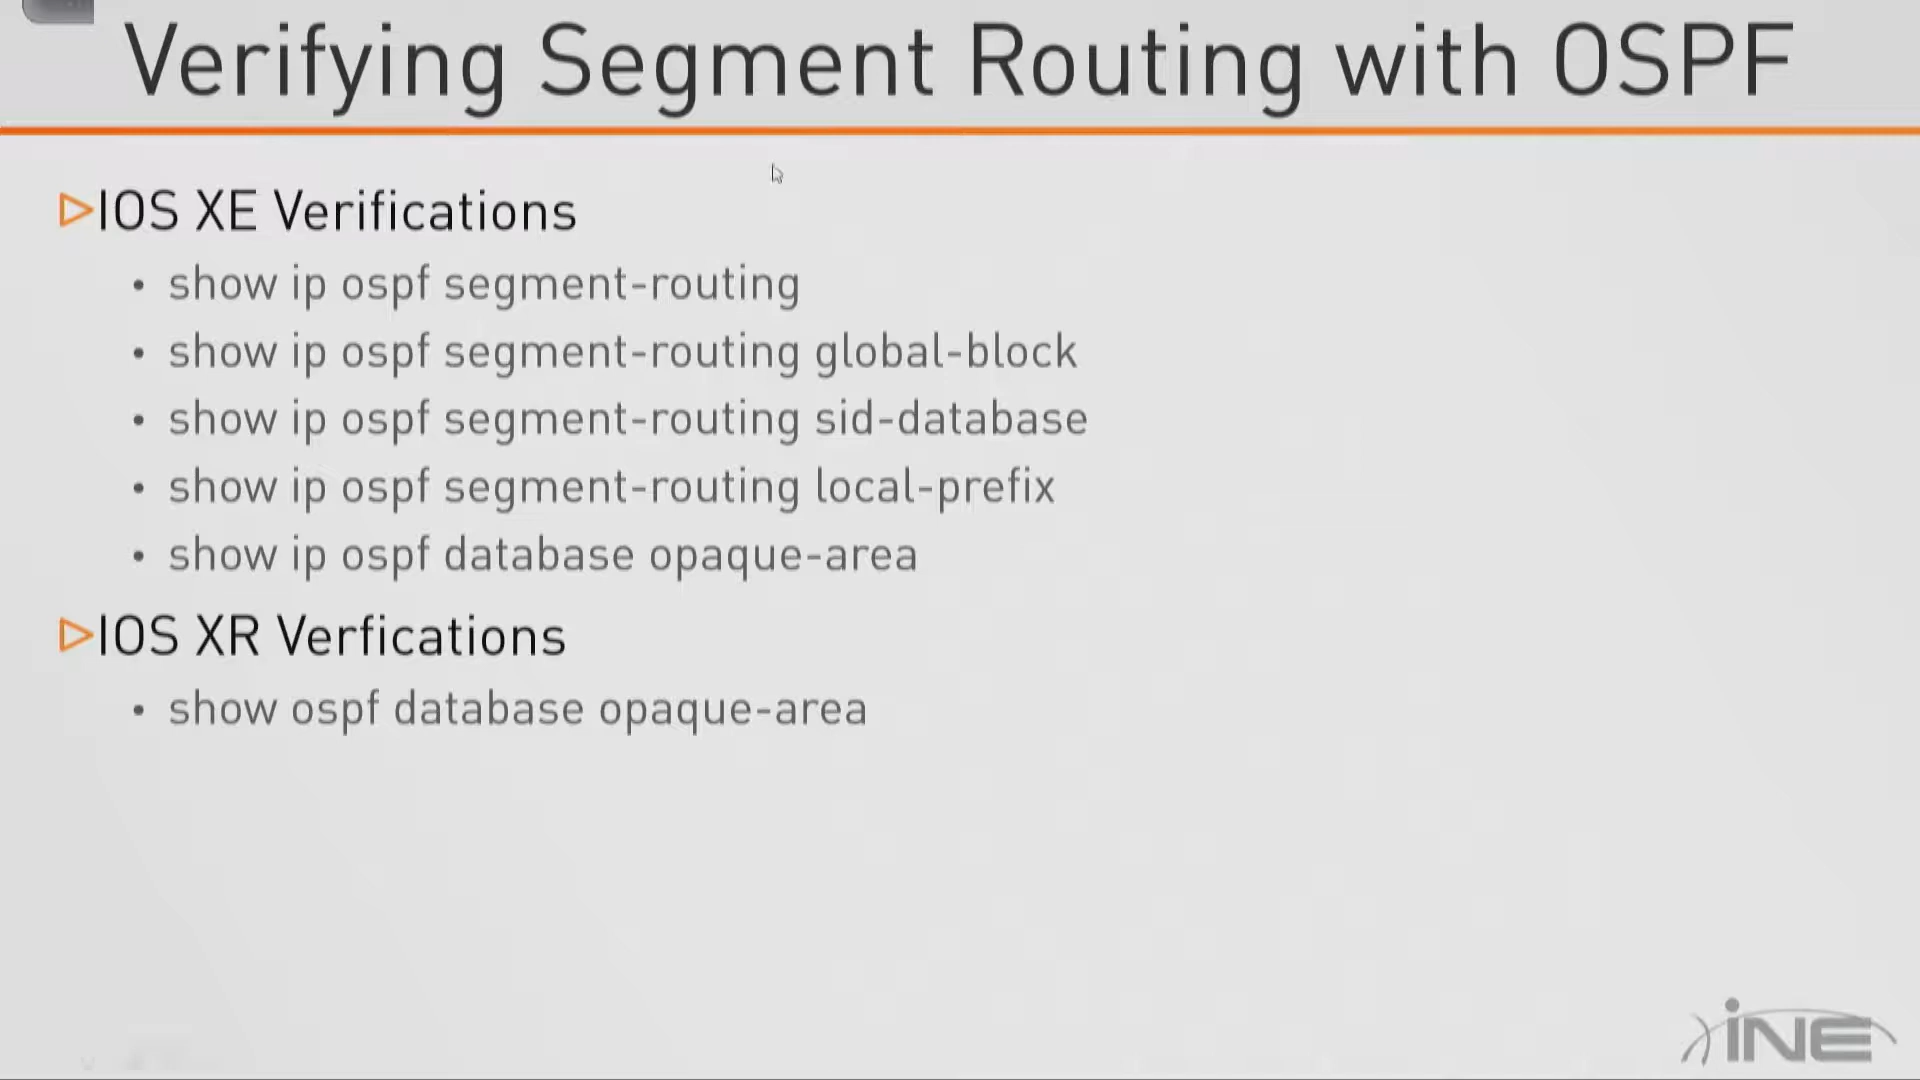 Verifying Segment Routing with OSPF
IOS XE Verifications
• show ip ospf segment-routing
• show ip ospf segment-routing global-block
• show ip ospf segment-routing sid-database
• show ip ospf segment-routing local-prefix
• show ip ospf database opaque-area
IOS XR Verfications
• show ospf database opaque-area
iNE